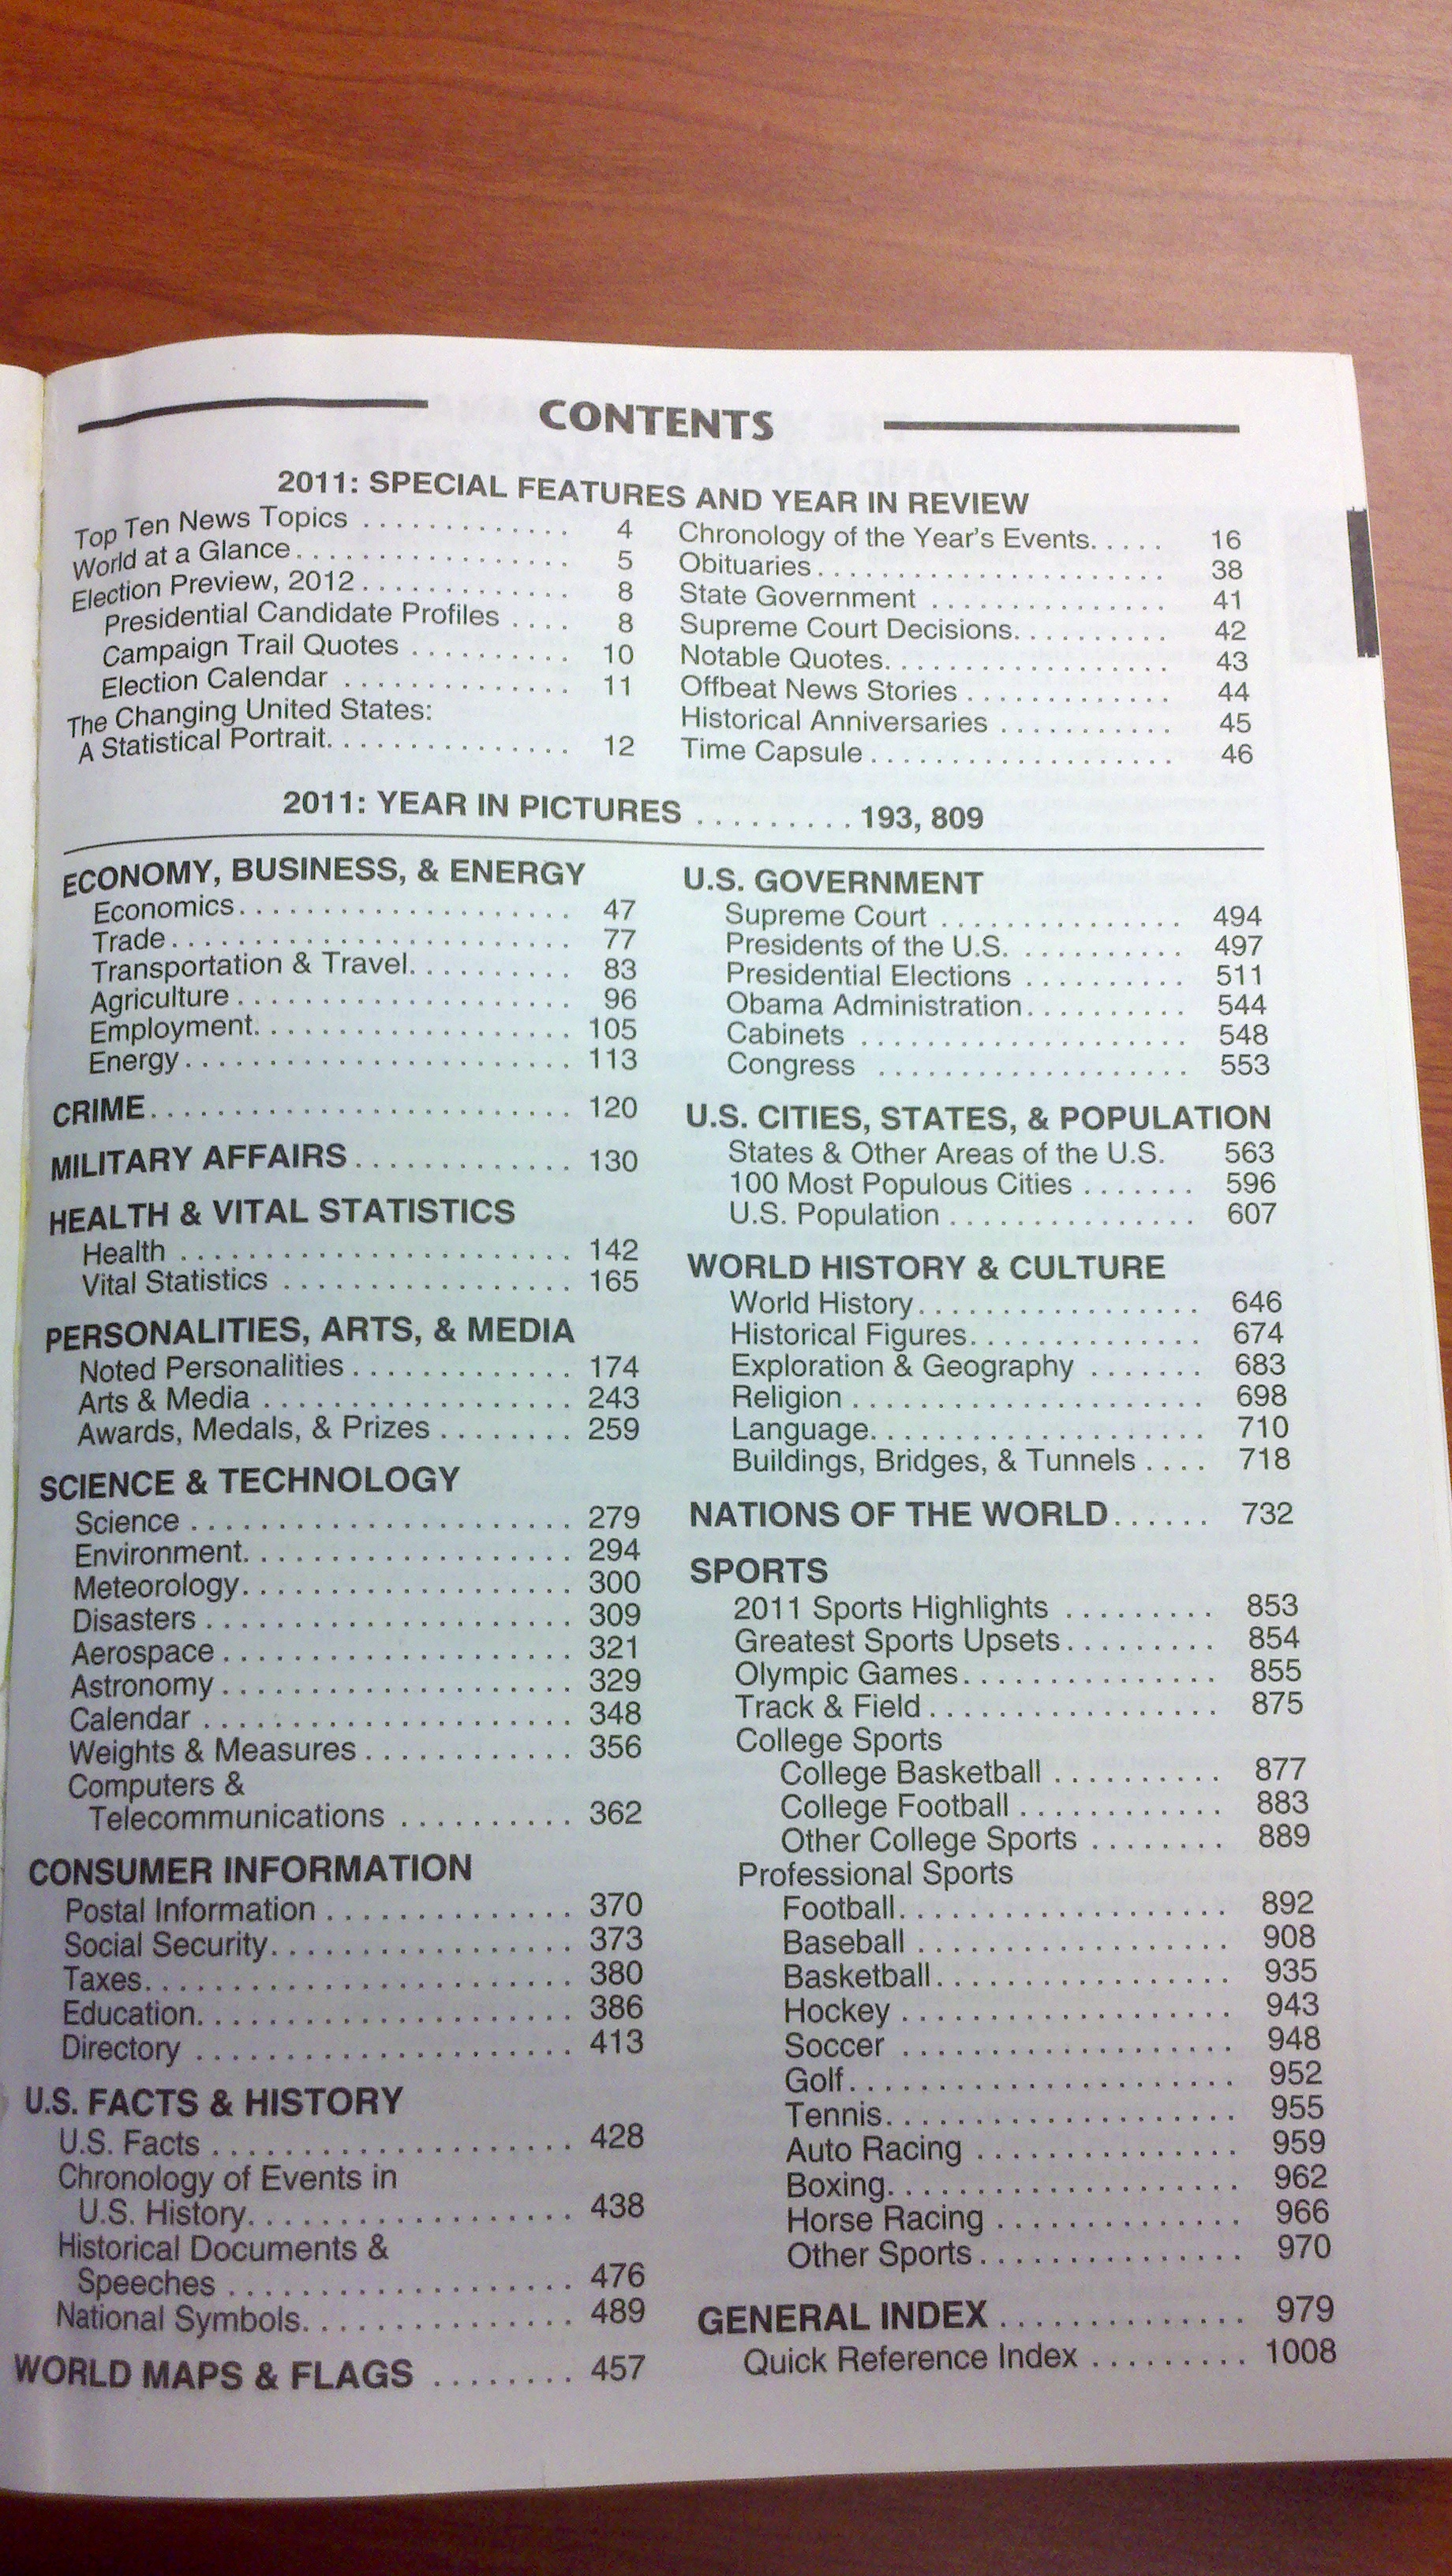 CONTENTS
2011: SPECIAL FEATURES AND YEAR IN REVIEW
Top Ten News Topics . . . . . . . . . . . . . 4
World at a Glance. . . . . . . . . . . . . . . . . 5
Election Preview, 2012 . . . . . . . . . . . . . 8
Presidential Candidate Profiles . . . . 8
Campaign Trail Quotes . . . . . . . . . . 10
Election Calendar . . . . . . . . . . . . . . 11
The Changing United States:
A Statistical Portrait. . . . . . . . . . . . . . . 12
Chronology of the Year's Events. . . . . 16
Obituaries . . . . . . . . . . . . . . . . . . . . . . 38
State Government . . . . . . . . . . . . . . . 41
Supreme Court Decisions. . . . . . . . . . 42
Notable Quotes. . . . . . . . . . . . . . . . . . 43
Offbeat News Stories . . . . . . . . . . . . . 44
Historical Anniversaries . . . . . . . . . . . 45
Time Capsule . . . . . . . . . . . . . . . . . . . 46
2011: YEAR IN PICTURES . . . . . . . . . . 193, 809
ECONOMY, BUSINESS, & ENERGY
Economics. . . . . . . . . . . . . . . . . . . . . 47
Trade. . . . . . . . . . . . . . . . . . . . . . . . . 77
Transportation & Travel. . . . . . . . . . . 83
Agriculture . . . . . . . . . . . . . . . . . . . . . 96
Employment. . . . . . . . . . . . . . . . . . . . 105
Energy . . . . . . . . . . . . . . . . . . . . . . . . 113
CRIME. . . . . . . . . . . . . . . . . . . . . . . . . . 120
MILITARY AFFAIRS . . . . . . . . . . . . . 130
HEALTH & VITAL STATISTICS
Health . . . . . . . . . . . . . . . . . . . . . . . . 142
Vital Statistics . . . . . . . . . . . . . . . . . 165
PERSONALITIES, ARTS, & MEDIA
Noted Personalities . . . . . . . . . . . . . 174
Arts & Media . . . . . . . . . . . . . . . . . . 243
Awards, Medals, & Prizes . . . . . . . . 259
SCIENCE & TECHNOLOGY
Science . . . . . . . . . . . . . . . . . . . . . . 279
Environment. . . . . . . . . . . . . . . . . . . 294
Meteorology. . . . . . . . . . . . . . . . . . . 300
Disasters . . . . . . . . . . . . . . . . . . . . . 309
Aerospace . . . . . . . . . . . . . . . . . . . . 321
Astronomy . . . . . . . . . . . . . . . . . . . . 329
Calendar . . . . . . . . . . . . . . . . . . . . . 348
Weights & Measures . . . . . . . . . . . . 356
Computers &
Telecommunications . . . . . . . . . . 362
CONSUMER INFORMATION
Postal Information . . . . . . . . . . . . . . 370
Social Security. . . . . . . . . . . . . . . . . 373
Taxes. . . . . . . . . . . . . . . . . . . . . . . . 380
Education. . . . . . . . . . . . . . . . . . . . . 386
Directory . . . . . . . . . . . . . . . . . . . . . 413
U.S. FACTS & HISTORY
U.S. Facts . . . . . . . . . . . . . . . . . . . . 428
Chronology of Events in
U.S. History. . . . . . . . . . . . . . . . . . 438
Historical Documents &
Speeches . . . . . . . . . . . . . . . . . . . 476
National Symbols. . . . . . . . . . . . . . . 489
WORLD MAPS & FLAGS . . . . . . . . 457
U.S. GOVERNMENT
Supreme Court . . . . . . . . . . . . . . . 494
Presidents of the U.S. . . . . . . . . . . 497
Presidential Elections . . . . . . . . . . 511
Obama Administration . . . . . . . . . . 544
Cabinets . . . . . . . . . . . . . . . . . . . . 548
Congress . . . . . . . . . . . . . . . . . . . 553
U.S. CITIES, STATES, & POPULATION
States & Other Areas of the U.S. 563
100 Most Populous Cities . . . . . . . 596
U.S. Population . . . . . . . . . . . . . . . 607
WORLD HISTORY & CULTURE
World History . . . . . . . . . . . . . . . . . 646
Historical Figures. . . . . . . . . . . . . . 674
Exploration & Geography . . . . . . . 683
Religion . . . . . . . . . . . . . . . . . . . . . 698
Language. . . . . . . . . . . . . . . . . . . . 710
Buildings, Bridges, & Tunnels . . . . 718
NATIONS OF THE WORLD . . . . . . 732
SPORTS
2011 Sports Highlights . . . . . . . . . 853
Greatest Sports Upsets . . . . . . . . . 854
Olympic Games. . . . . . . . . . . . . . . 855
Track & Field . . . . . . . . . . . . . . . . . 875
College Sports
College Basketball . . . . . . . . . . 877
College Football . . . . . . . . . . . . 883
Other College Sports . . . . . . . . 889
Professional Sports
Football. . . . . . . . . . . . . . . . . . . 892
Baseball . . . . . . . . . . . . . . . . . . 908
Basketball. . . . . . . . . . . . . . . . . 935
Hockey . . . . . . . . . . . . . . . . . . . 943
Soccer . . . . . . . . . . . . . . . . . . . 948
Golf. . . . . . . . . . . . . . . . . . . . . . 952
Tennis. . . . . . . . . . . . . . . . . . . . 955
Auto Racing . . . . . . . . . . . . . . . 959
Boxing. . . . . . . . . . . . . . . . . . . . 962
Horse Racing . . . . . . . . . . . . . . 966
Other Sports . . . . . . . . . . . . . . . 970
GENERAL INDEX . . . . . . . . . . . . . . 979
Quick Reference Index . . . . . . . . . 1008